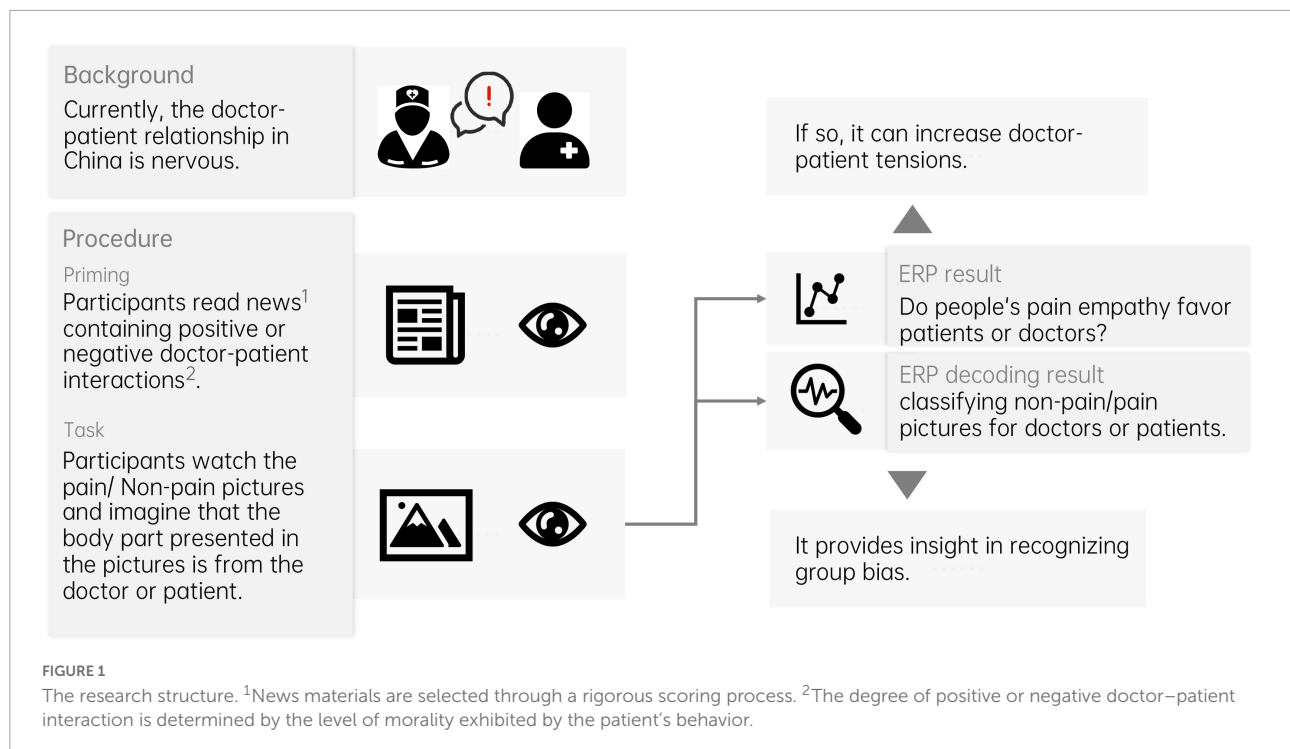 Background
Currently, the doctor-
patient relationship in
China is nervous.
Procedure
Priming
Participants read news1
containing positive or
negative doctor-patient
interactions2.
Task
Participants watch the
pain/ Non-pain pictures
and imagine that the
body part presented in
the pictures is from the
doctor or patient.
If so, it can increase doctor-
patient tensions.
ERP result
Do people's pain empathy favor
patients or doctors?
ERP decoding result
classifying non-pain/pain
pictures for doctors or patients.
It provides insight in recognizing
group bias.
FIGURE 1
The research structure. 1News materials are selected through a rigorous scoring process. 2The degree of positive or negative doctor–patient
interaction is determined by the level of morality exhibited by the patient's behavior.